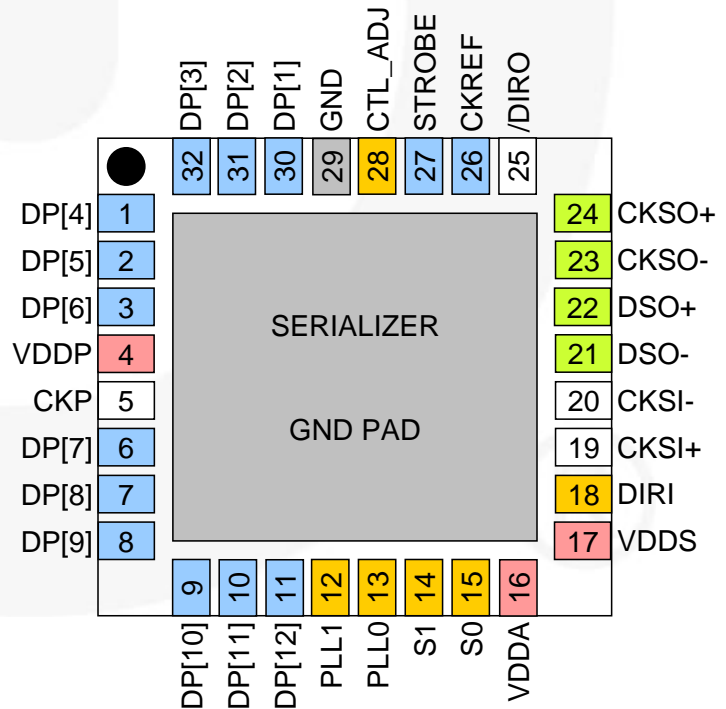 DP[3]
DP[2]
DP[1]
GND
CTL_ADJ
STROBE
CKREF
/DIRO
32
31
30
29
28
27
26
25
DP[4] 1
DP[5] 2
DP[6] 3
VDDP 4
CKP 5
DP[7] 6
DP[8] 7
DP[9] 8
SERIALIZER
GND PAD
24 CKSO+
23 CKSO-
22 DSO+
21 DSO-
20 CKSI-
19 CKSI+
18 DIRI
17 VDDS
9
10
11
12
13
14
15
16
DP[10]
DP[11]
DP[12]
PLL1
PLL0
S1
S0
VDDA